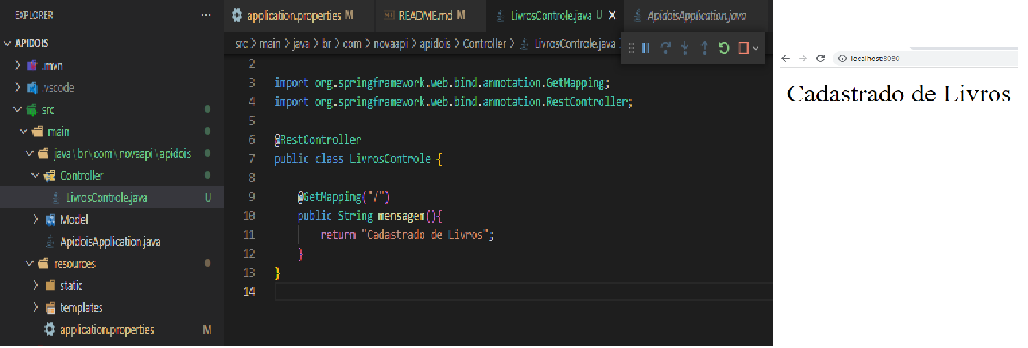 EXPLORER ...
APIDOIS
.mvn
.vscode
src
main
java\br\com\novaapi\apidois
Controller
LivrosControle.java U
Model
ApidoisApplication.java
resources
static
templates
application.properties M
application.properties M README.md M LivrosControle.java U X ApidoisApplication.java
src > main > java > br > com > novaapi > apidois > Controller > LivrosControle.java
2
3 import org.springframework.web.bind.annotation.GetMapping;
4 import org.springframework.web.bind.annotation.RestController;
5
6 @RestController
7 public class LivrosControle {
8
9 @GetMapping("/")
10 public String mensagem(){
11 return "Cadastrado de Livros";
12 }
13 }
14
localhost:8080
Cadastrado de Livros